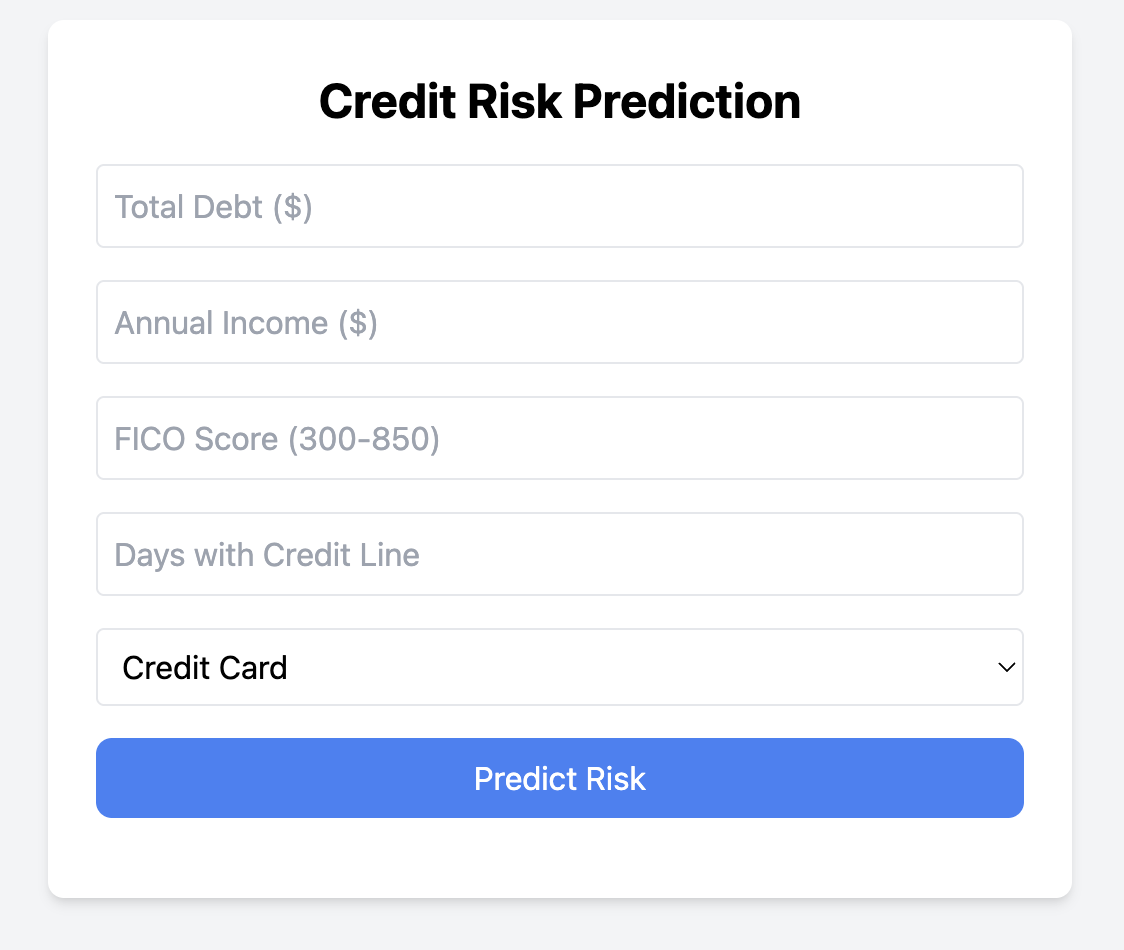 Credit Risk Prediction
Total Debt ($)
Annual Income ($)
FICO Score (300-850)
Days with Credit Line
Credit Card
Predict Risk